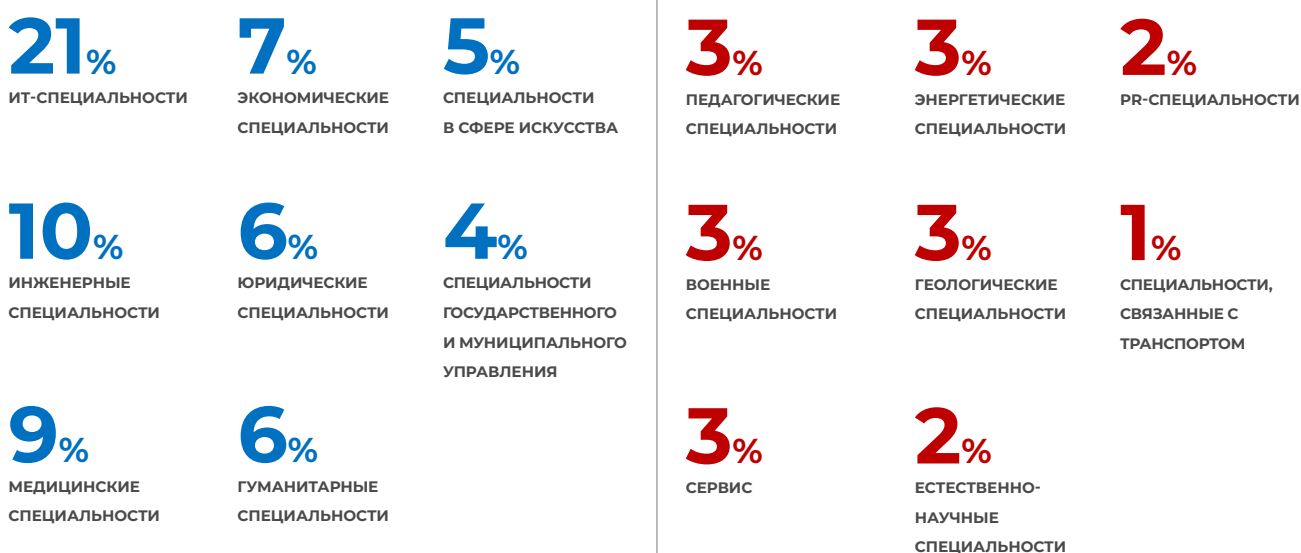 21%
ИТ-СПЕЦИАЛЬНОСТИ
10%
ИНЖЕНЕРНЫЕ
СПЕЦИАЛЬНОСТИ
9%
МЕДИЦИНСКИЕ
СПЕЦИАЛЬНОСТИ
7%
ЭКОНОМИЧЕСКИЕ
СПЕЦИАЛЬНОСТИ
6%
ЮРИДИЧЕСКИЕ
СПЕЦИАЛЬНОСТИ
6%
ГУМАНИТАРНЫЕ
СПЕЦИАЛЬНОСТИ
5%
СПЕЦИАЛЬНОСТИ
В СФЕРЕ ИСКУССТВА
4%
СПЕЦИАЛЬНОСТИ
ГОСУДАРСТВЕННОГО
И МУНИЦИПАЛЬНОГО
УПРАВЛЕНИЯ
3%
ПЕДАГОГИЧЕСКИЕ
СПЕЦИАЛЬНОСТИ
3%
ВОЕННЫЕ
СПЕЦИАЛЬНОСТИ
3%
СЕРВИС
3%
ЭНЕРГЕТИЧЕСКИЕ
СПЕЦИАЛЬНОСТИ
3%
ГЕОЛОГИЧЕСКИЕ
СПЕЦИАЛЬНОСТИ
2%
ЕСТЕСТВЕННО-
НАУЧНЫЕ
СПЕЦИАЛЬНОСТИ
2%
PR-СПЕЦИАЛЬНОСТИ
1%
СПЕЦИАЛЬНОСТИ,
СВЯЗАННЫЕ С
ТРАНСПОРТОМ